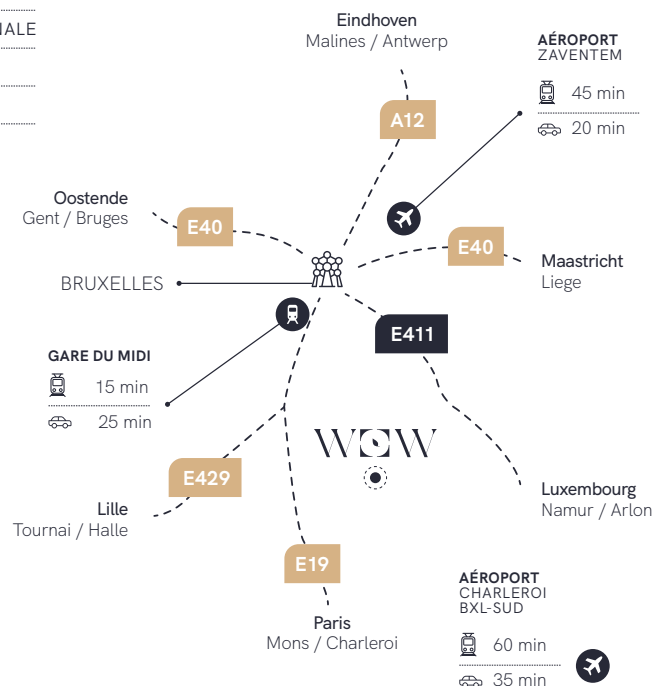 NALE
Eindhoven
Malines / Antwerp
AÉROPORT
ZAVENTEM
45 min
20 min
A12
Oostende
Gent / Bruges
E40
E40
Maastricht
Liege
BRUXELLES
E411
GARE DU MIDI
15 min
25 min
WOW
E429
Lille
Tournai / Halle
Luxembourg
Namur / Arlon
E19
Paris
Mons / Charleroi
AÉROPORT
CHARLEROI
BXL-SUD
60 min
35 min